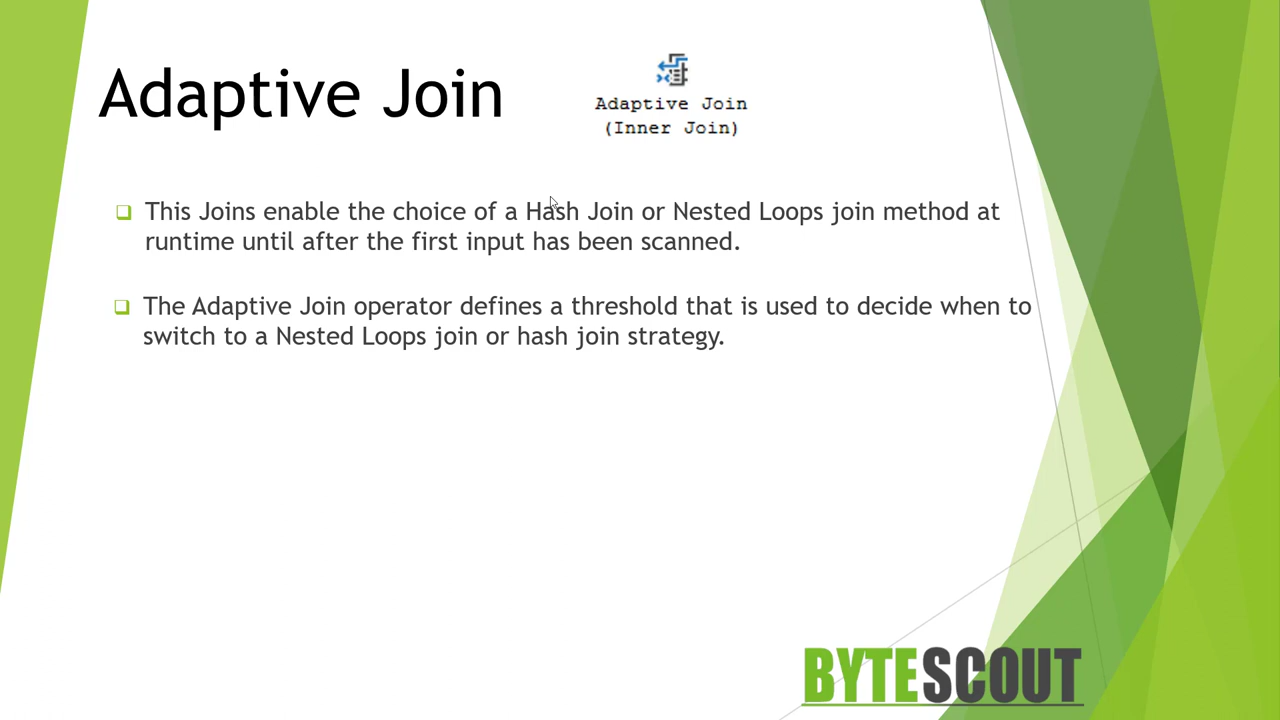 Adaptive Join
Adaptive Join
(Inner Join)
This Joins enable the choice of a Hash Join or Nested Loops join method at
runtime until after the first input has been scanned.
The Adaptive Join operator defines a threshold that is used to decide when to
switch to a Nested Loops join or hash join strategy.
BYTESCOUT